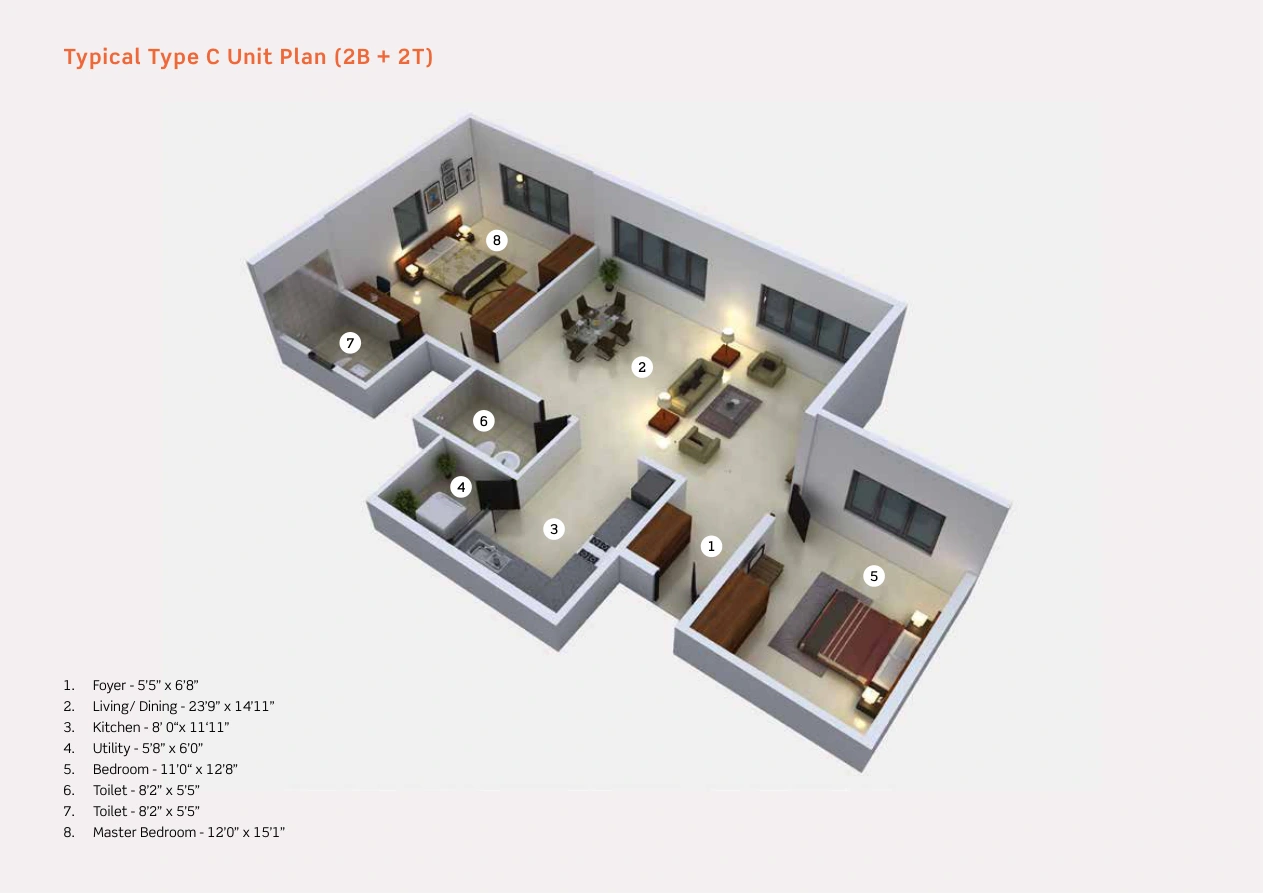 Typical Type C Unit Plan (2B + 2T)
8
7
2
6
4
3
1
5
1. Foyer - 5'5” x 6'8”
2. Living/ Dining - 23'9” x 14'11”
3. Kitchen - 8' 0“x 11‘11”
4. Utility - 5'8” x 6'0”
5. Bedroom - 11'0“ x 12'8”
6. Toilet - 8'2” x 5'5”
7. Toilet - 8'2” x 5'5”
8. Master Bedroom - 12'0” x 15'1”